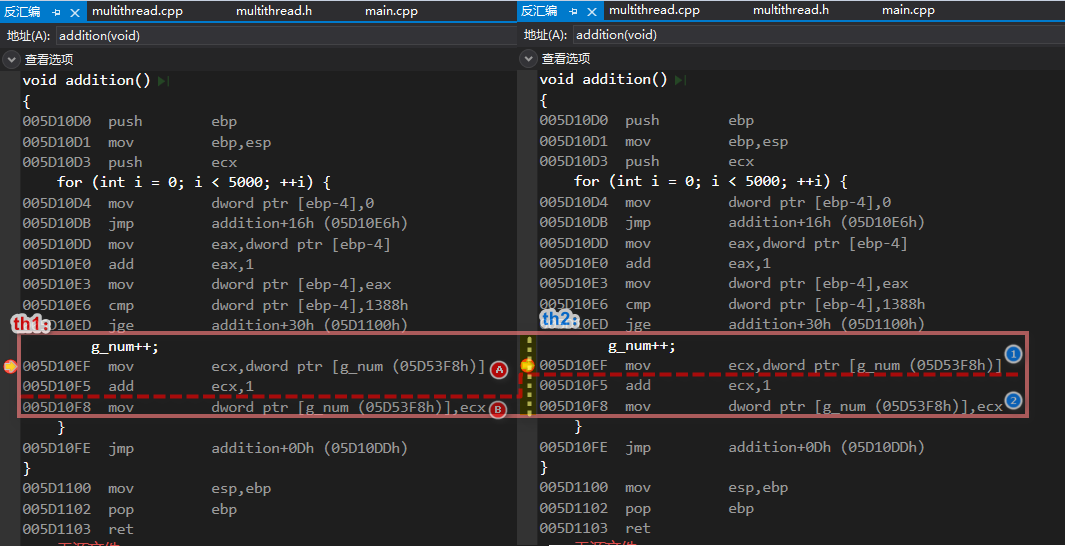 反汇编 multithread.cpp multithread.h main.cpp
地址(A): addition(void)
查看选项
void addition()
{
005D10D0 push ebp
005D10D1 mov ebp,esp
005D10D3 push ecx
for (int i = 0; i < 5000; ++i) {
005D10D4 mov dword ptr [ebp-4],0
005D10DB jmp addition+16h (05D10E6h)
005D10DD mov eax,dword ptr [ebp-4]
005D10E0 add eax,1
005D10E3 mov dword ptr [ebp-4],eax
005D10E6 cmp dword ptr [ebp-4],1388h
th1:
5D10ED jge addition+30h (05D1100h)
g_num++;
005D10EF mov ecx,dword ptr [g_num (05D53F8h)] A
005D10F5 add ecx,1
005D10F8 mov dword ptr [g_num (05D53F8h)],ecx B
}
005D10FE jmp addition+0Dh (05D10DDh)
}
005D1100 mov esp,ebp
005D1102 pop ebp
005D1103 ret
反汇编 multithread.cpp multithread.h main.cpp
地址(A): addition(void)
查看选项
void addition()
{
005D10D0 push ebp
005D10D1 mov ebp,esp
005D10D3 push ecx
for (int i = 0; i < 5000; ++i) {
005D10D4 mov dword ptr [ebp-4],0
005D10DB jmp addition+16h (05D10E6h)
005D10DD mov eax,dword ptr [ebp-4]
005D10E0 add eax,1
005D10E3 mov dword ptr [ebp-4],eax
005D10E6 cmp dword ptr [ebp-4],1388h
th2:
5D10ED jge addition+30h (05D1100h)
g_num++;
1
005D10EF mov ecx,dword ptr [g_num (05D53F8h)]
005D10F5 add ecx,1
005D10F8 mov dword ptr [g_num (05D53F8h)],ecx 2
}
005D10FE jmp addition+0Dh (05D10DDh)
}
005D1100 mov esp,ebp
005D1102 pop ebp
005D1103 ret